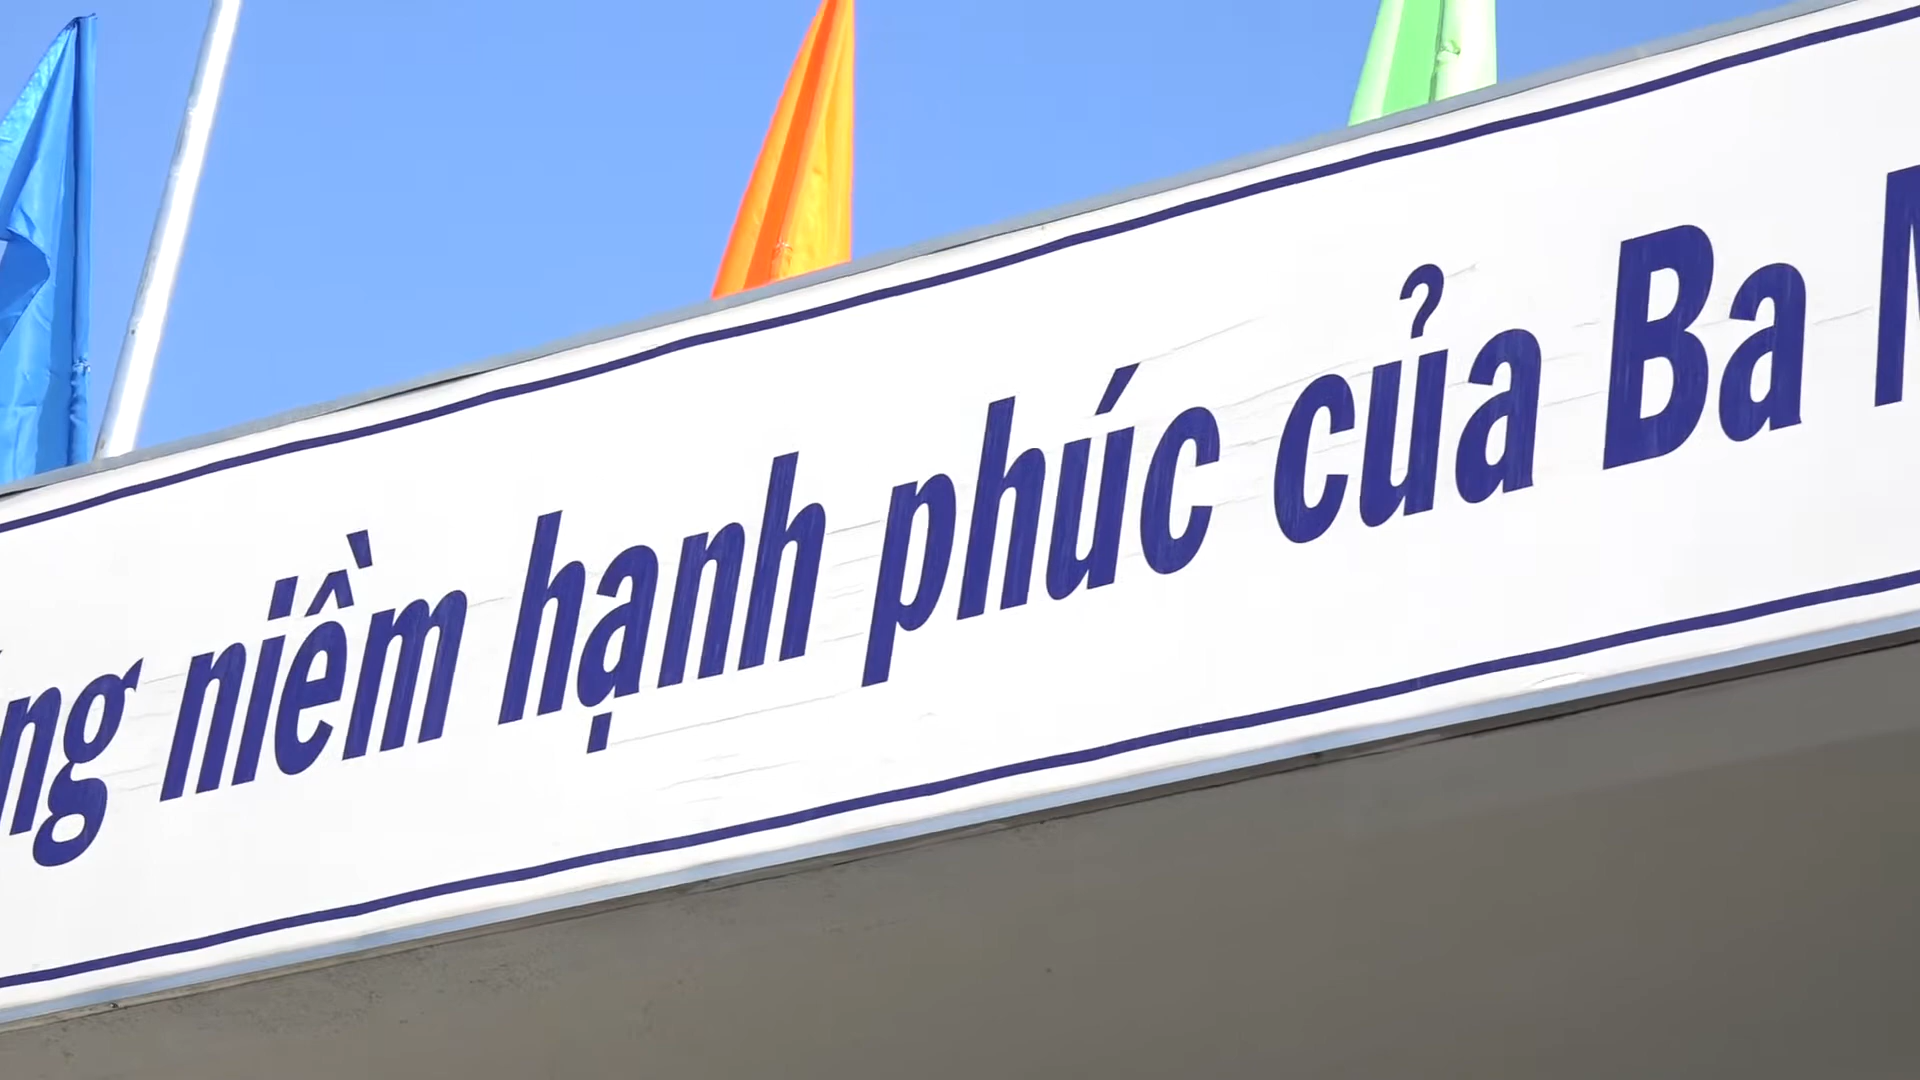 niềm hạnh phúc của Ba